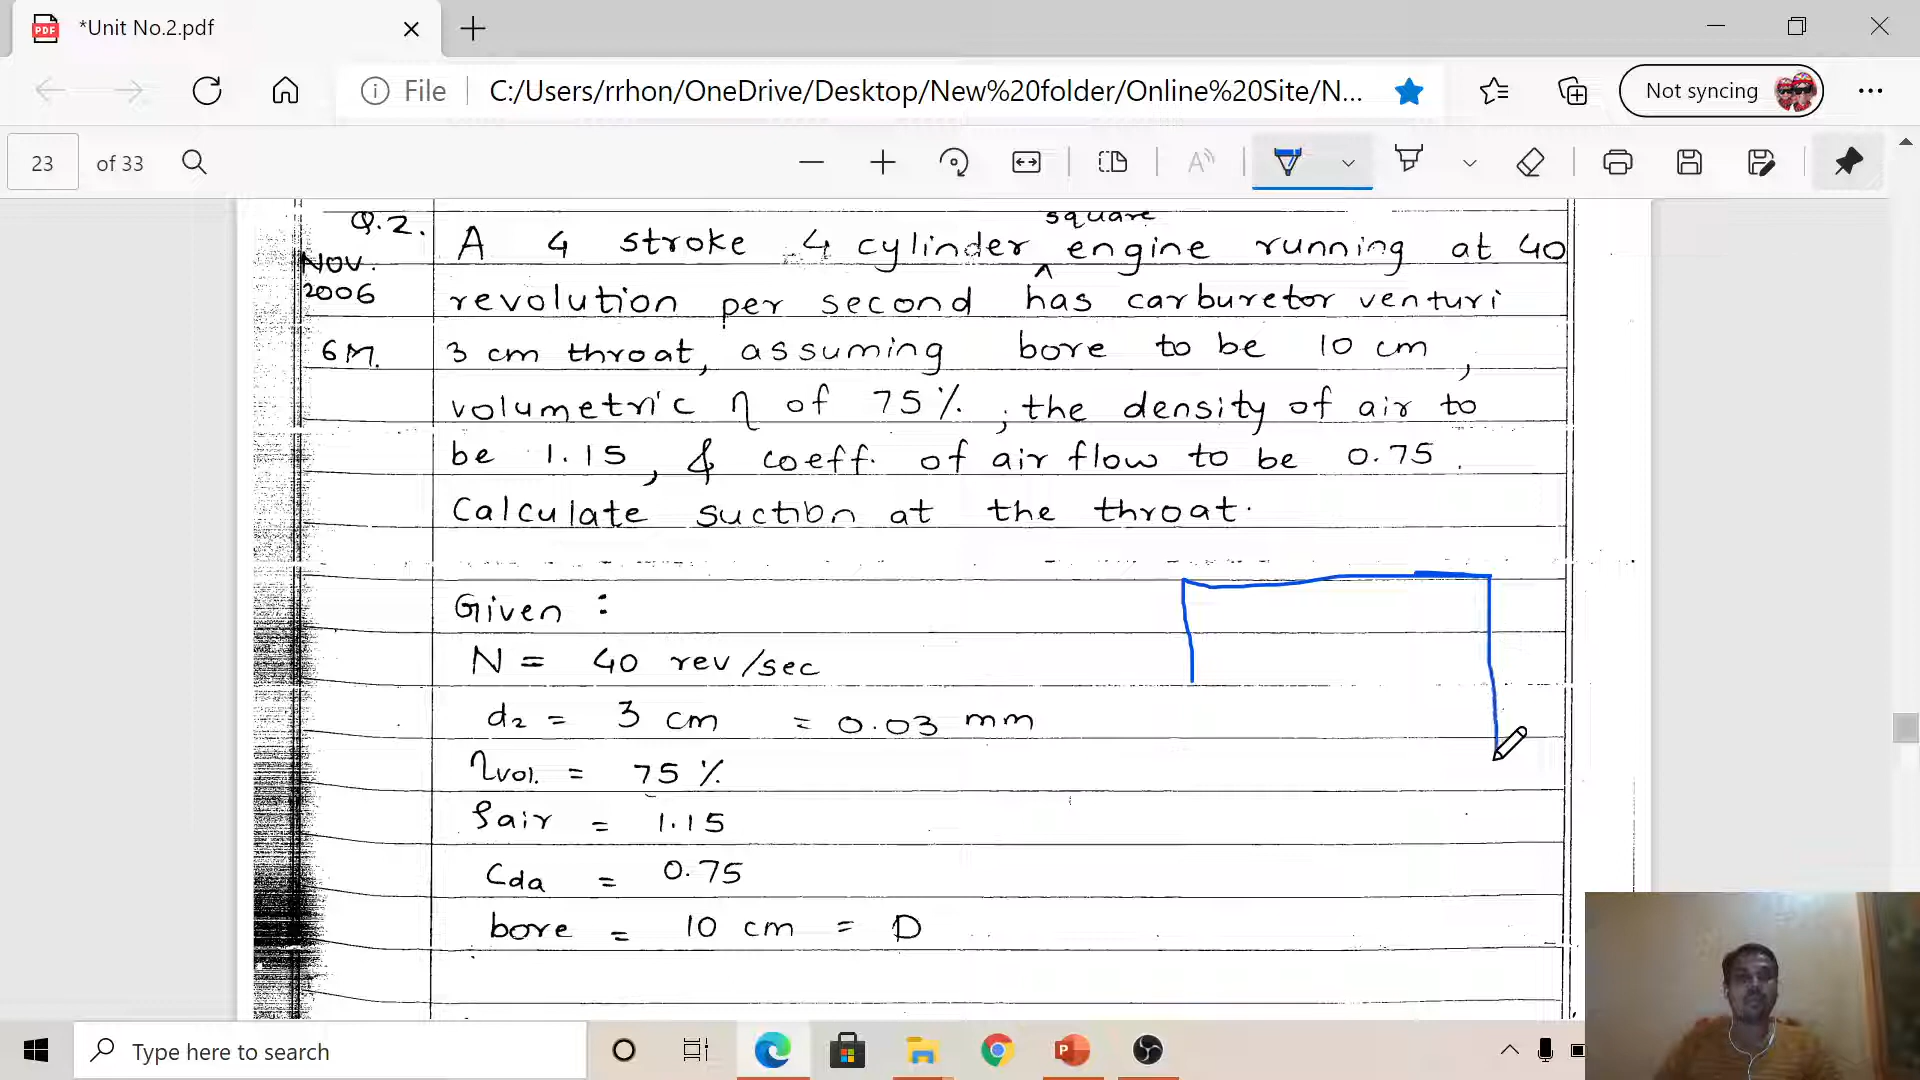 *Unit No.2.pdf
File
C:/Users/rrhon/OneDrive/Desktop/New%20folder/Online%20Site/N...
Not syncing
23 of 33
Q.2.
square
A 4 stroke 4 cylinder ^ engine running at 40
NOV.
2006
revolution per second has carburetor venturi
6M.
3 cm throat, assuming bore to be 10 cm,
volumetric η of 75%, the density of air to
be 1.15, & coeff. of air flow to be 0.75.
Calculate suction at the throat.
Given :
N = 40 rev/sec
d2 = 3 cm = 0.03 mm
ηvol. = 75 %
ρair = 1.15
Cda = 0.75
bore = 10 cm = D
Type here to search